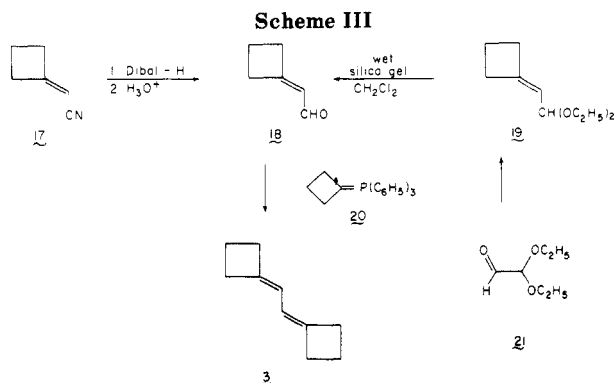 Scheme III
1 Dibal - H
2 H3O+
CN
17
CHO
18
wet
silica gel
CH2Cl2
CH(OC2H5)2
19
P(C6H5)3
20
3
O
H
OC2H5
OC2H5
21